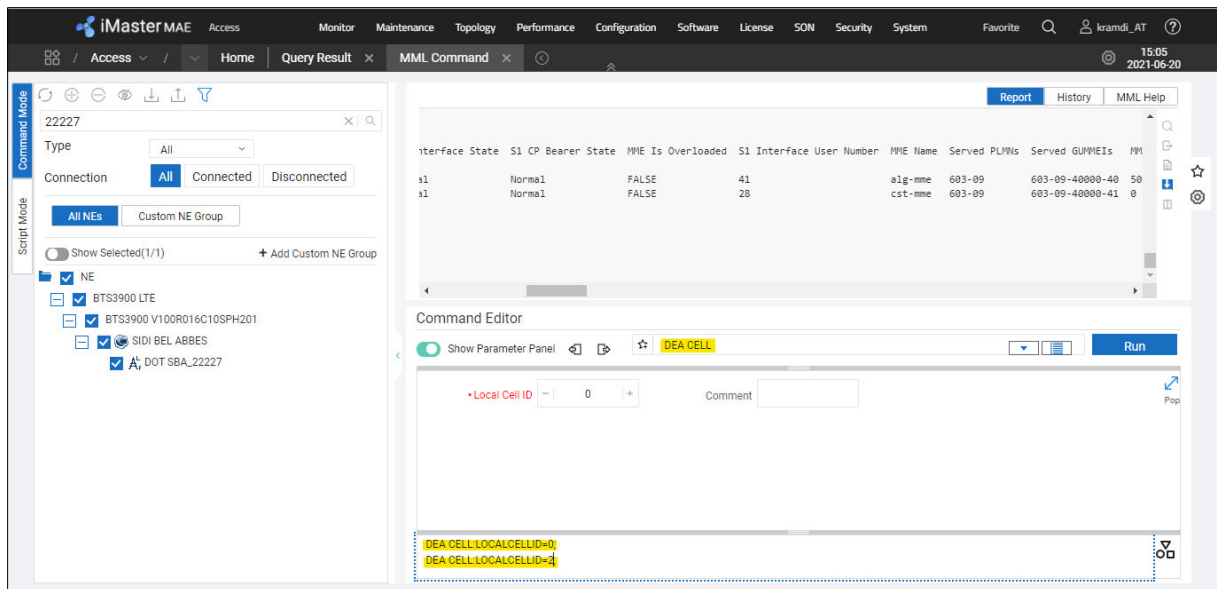 iMaster MAE Access Monitor Maintenance Topology Performance Configuration Software License SON Security System Favorite kramdi_AT
/ Access / Home Query Result × MML Command × 15:05
2021-06-20
Command Mode
Script Mode
22227
Type All
Connection All Connected Disconnected
All NEs Custom NE Group
Show Selected(1/1) + Add Custom NE Group
NE
BTS3900 LTE
BTS3900 V100R016C10SPH201
SIDI BEL ABBES
DOT SBA_22227
Report History MML Help
nterface State S1 CP Bearer State MME Is Overloaded S1 Interface User Number MME Name Served PLMNs Served GUMMEIs MM
al Normal FALSE 41 alg-mme 603-09 603-09-40000-40 50
al Normal FALSE 28 cst-mme 603-09 603-09-40000-41 0
Command Editor
Show Parameter Panel DEA CELL Run
• Local Cell ID − 0 + Comment
Pop
DEA CELL:LOCALCELLID=0;
DEA CELL:LOCALCELLID=2;